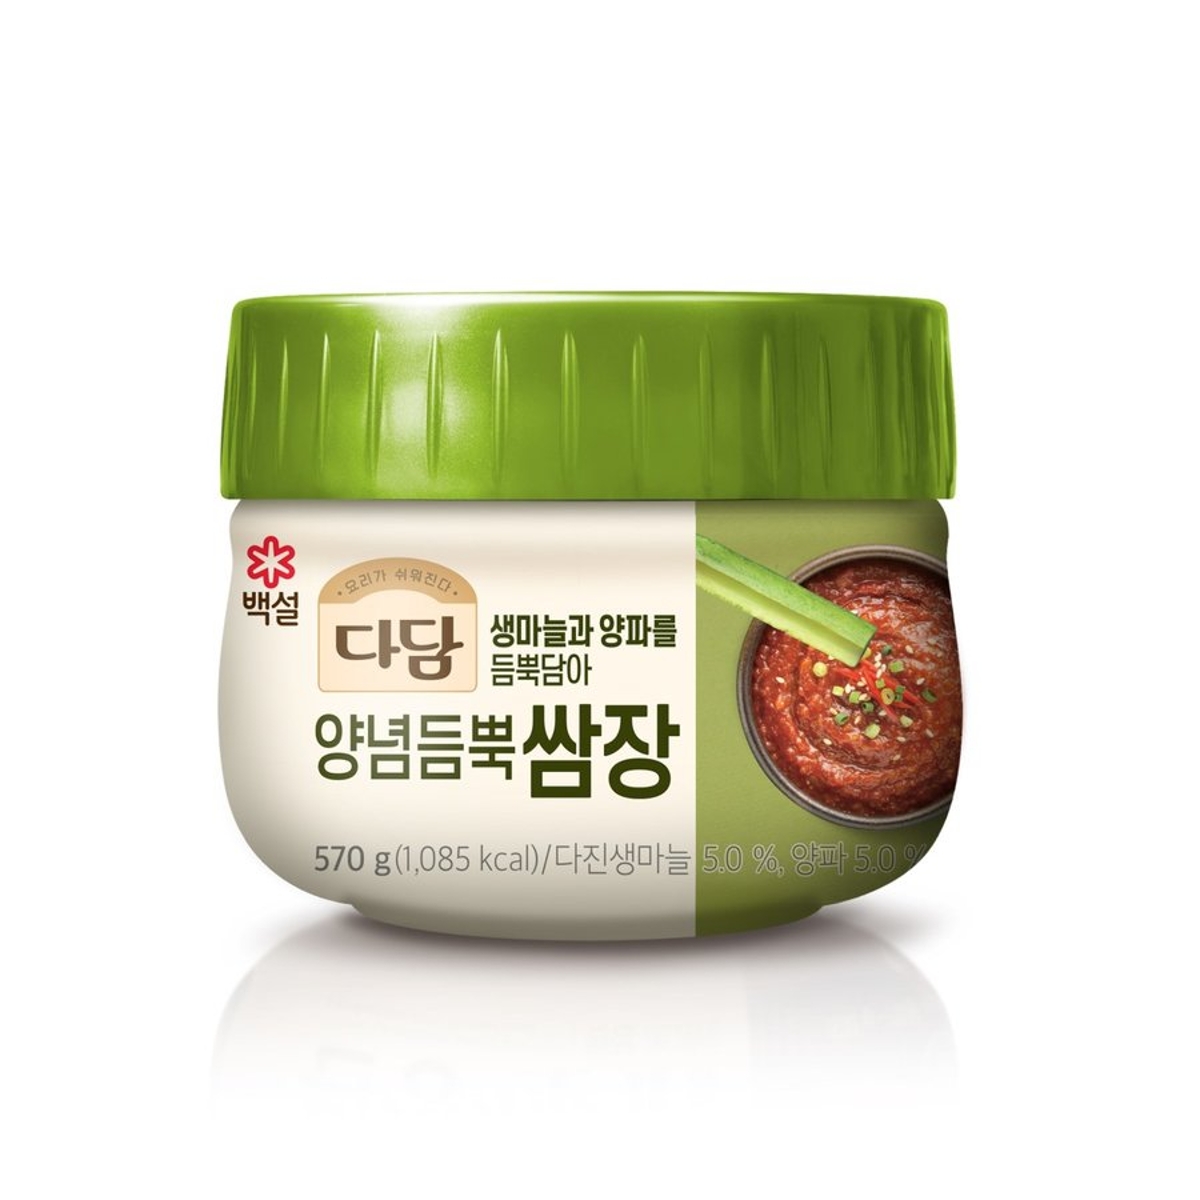 백설
요리가 쉬워진다
다담
생마늘과 양파를
듬뿍담아
양념듬뿍쌈장
570 g(1,085 kcal)/다진생마늘 5.0 %, 양파 5.0 %